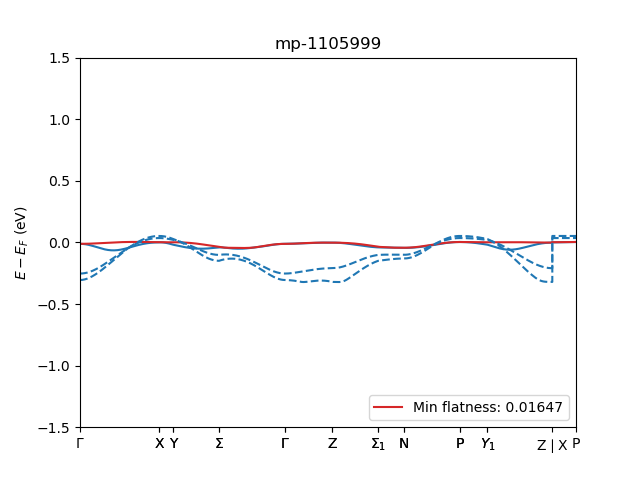 mp-1105999
E − E_F (eV)
1.5
1.0
0.5
0.0
−0.5
−1.0
−1.5
Min flatness: 0.01647
Γ X Y Σ Γ Z Σ₁ N P Y₁ Z | X P